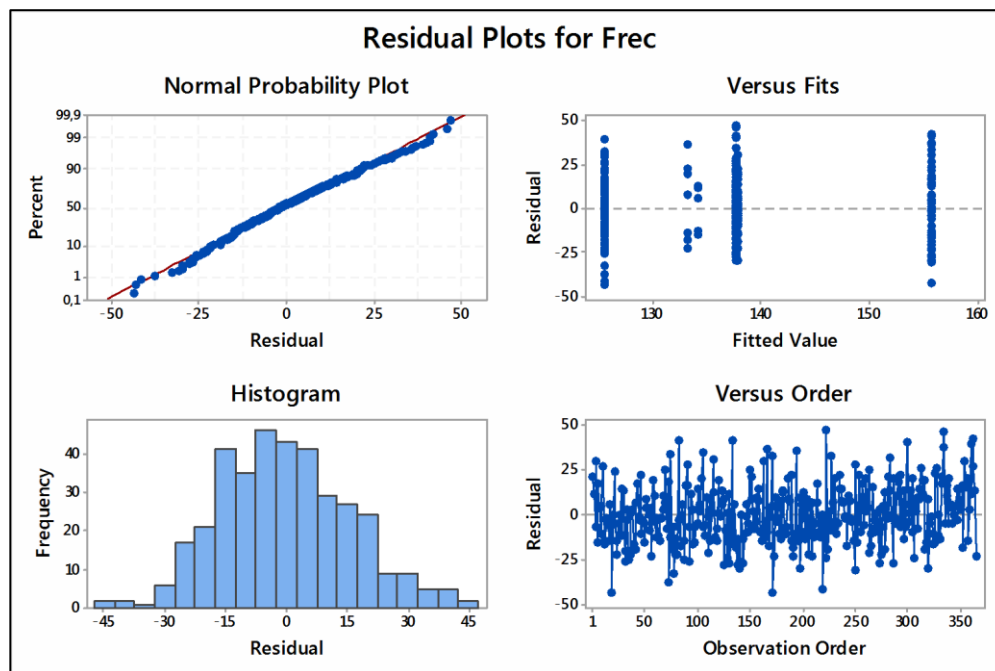 Residual Plots for Frec
Normal Probability Plot
99,9
99
90
50
10
1
0,1
Percent
-50 -25 0 25 50
Residual
Versus Fits
50
25
0
-25
-50
Residual
130 140 150 160
Fitted Value
Histogram
40
30
20
10
0
Frequency
-45 -30 -15 0 15 30 45
Residual
Versus Order
50
25
0
-25
-50
Residual
1 50 100 150 200 250 300 350
Observation Order